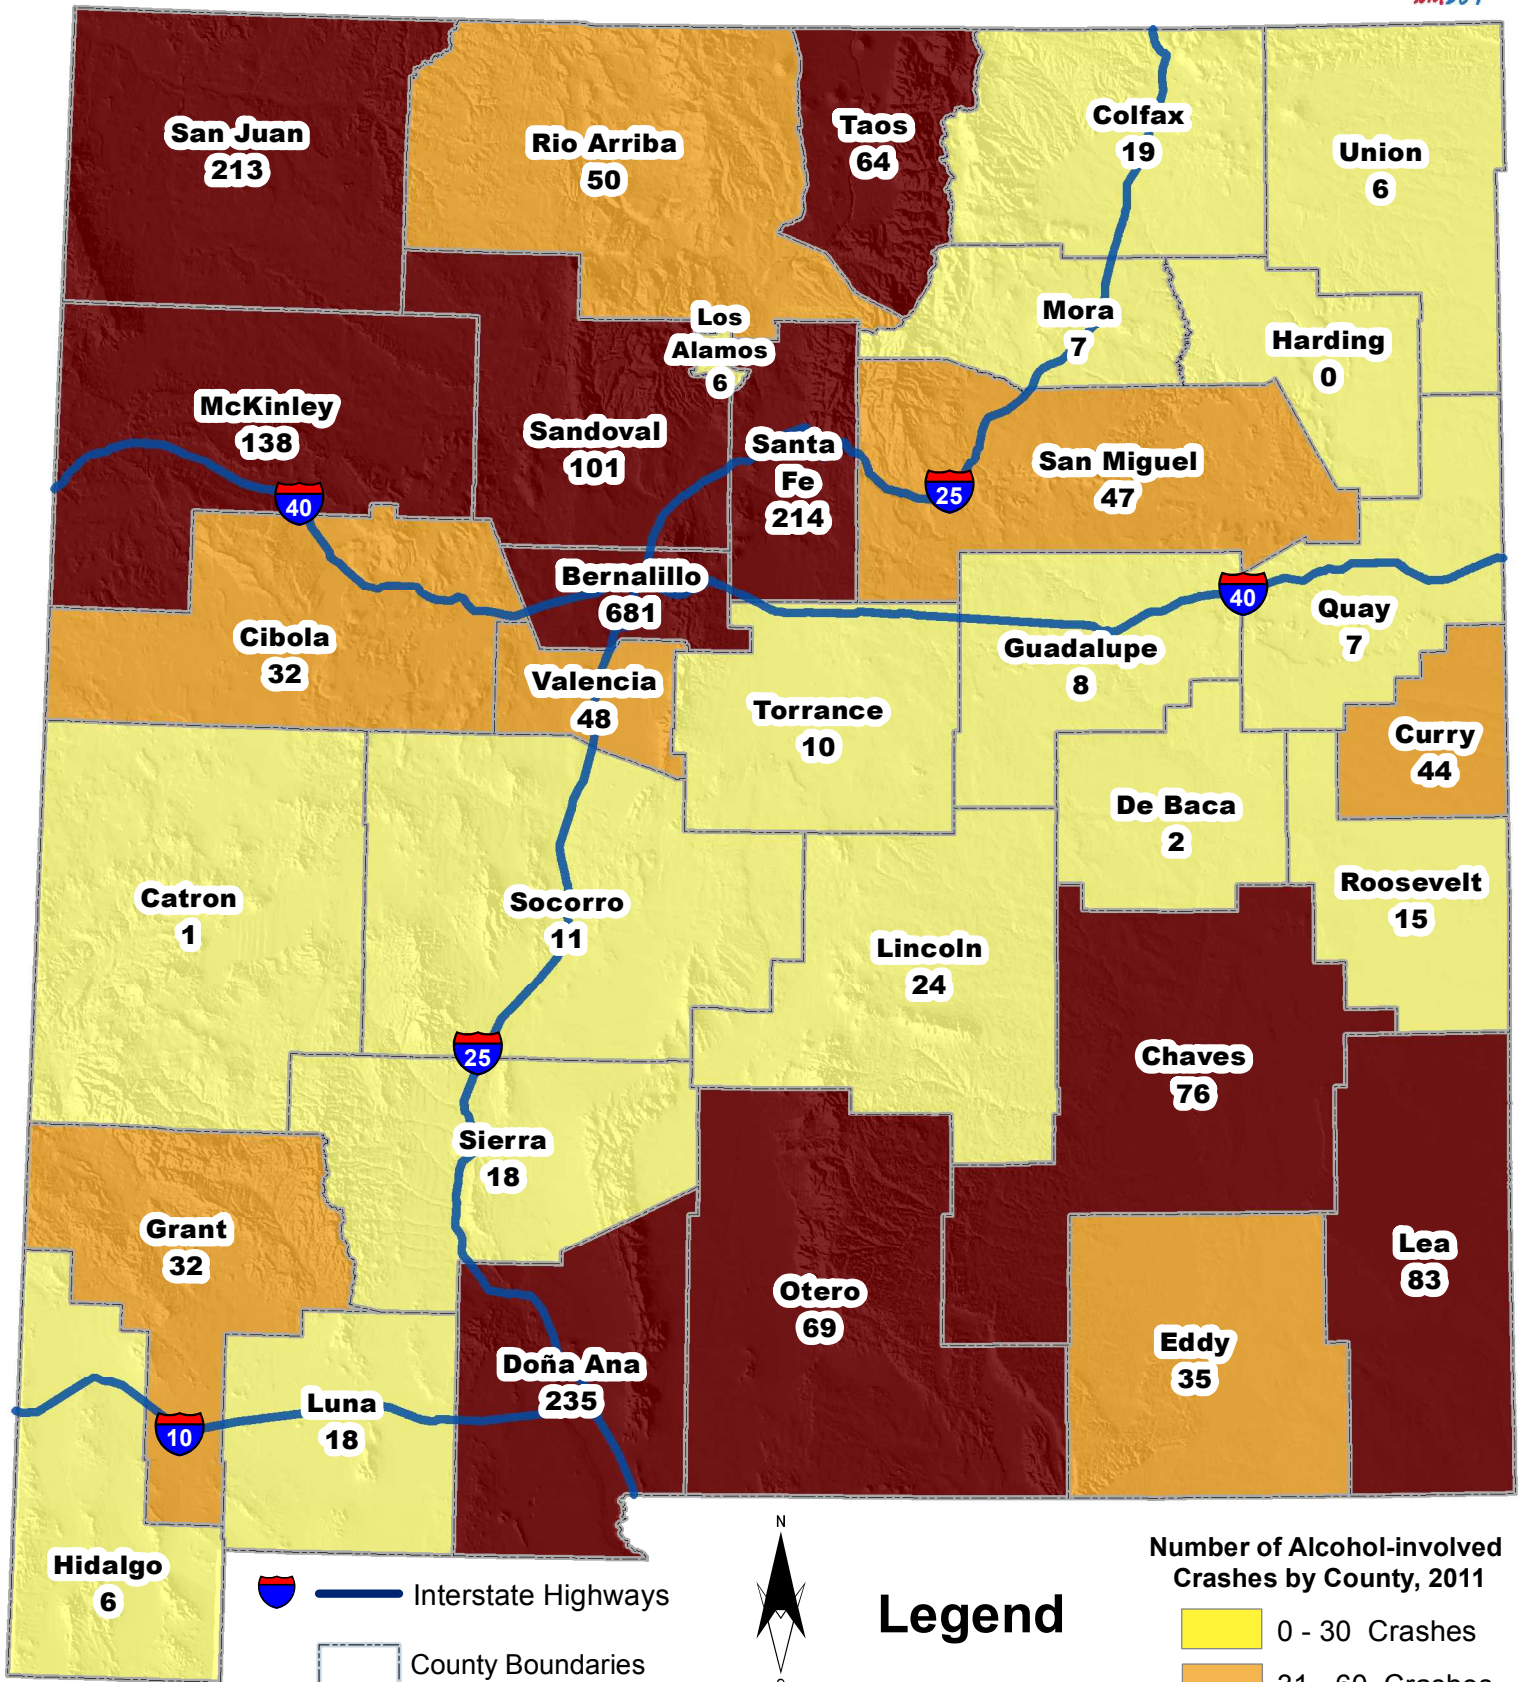 San Juan
213
Rio Arriba
50
Taos
64
Colfax
19
Union
6
Los
Alamos
6
Mora
7
Harding
0
McKinley
138
Sandoval
101
Santa
Fe
214
San Miguel
47
40
25
Bernalillo
681
40
Quay
7
Cibola
32
Valencia
48
Guadalupe
8
Torrance
10
Curry
44
De Baca
2
Roosevelt
15
Catron
1
Socorro
11
Lincoln
24
25
Chaves
76
Sierra
18
Grant
32
Lea
83
Otero
69
Eddy
35
Doña Ana
235
Luna
18
10
Hidalgo
6
Interstate Highways
County Boundaries
N
Legend
Number of Alcohol-involved
Crashes by County, 2011
0 - 30 Crashes
31 - 60 Crashes